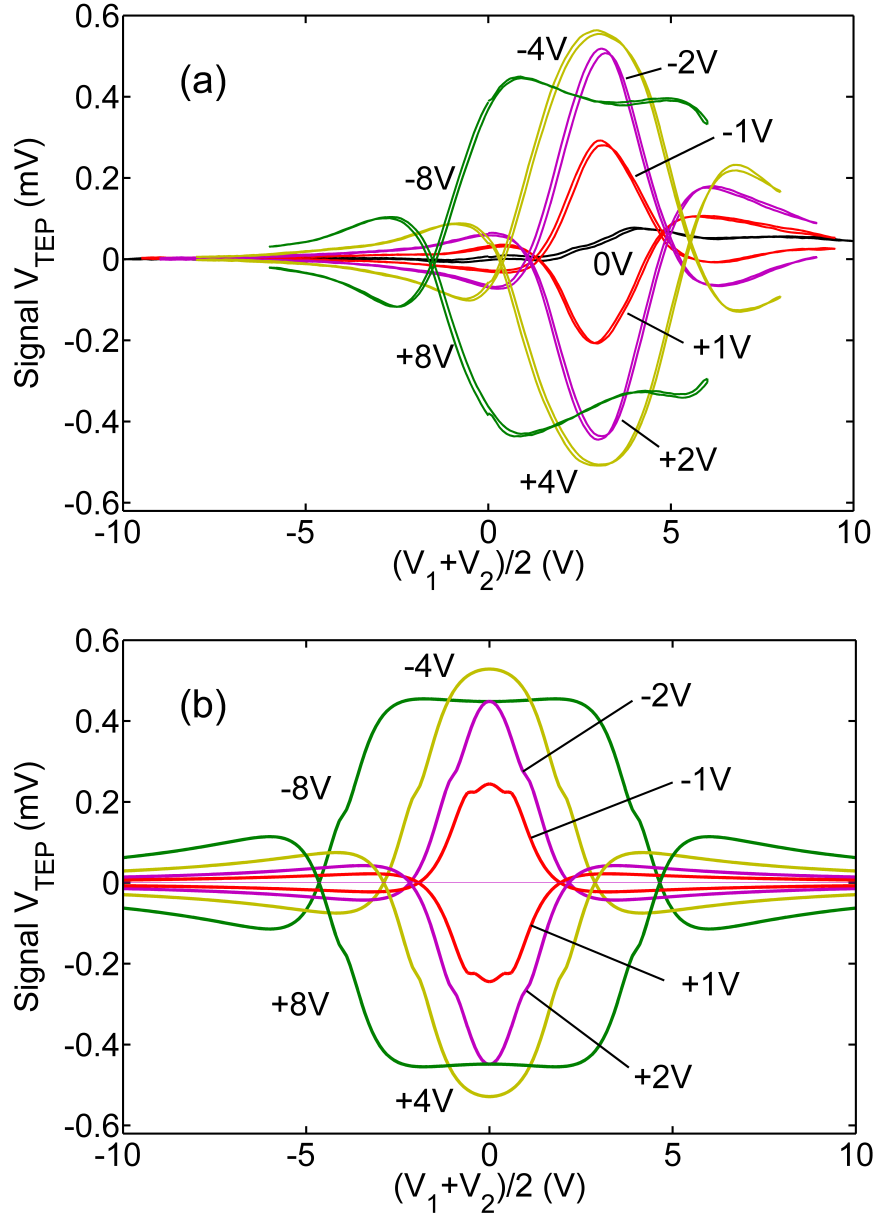 0.6
(a)
-4V
-2V
0.4
-1V
Signal V_TEP (mV)
0.2
-8V
0
0V
+8V
-0.2
+1V
-0.4
+4V
+2V
-0.6
-10 -5 0 5 10
(V_1+V_2)/2 (V)
0.6
(b)
-4V
-2V
0.4
-1V
Signal V_TEP (mV)
0.2
-8V
0
-0.2
+1V
+8V
-0.4
+2V
+4V
-0.6
-10 -5 0 5 10
(V_1+V_2)/2 (V)